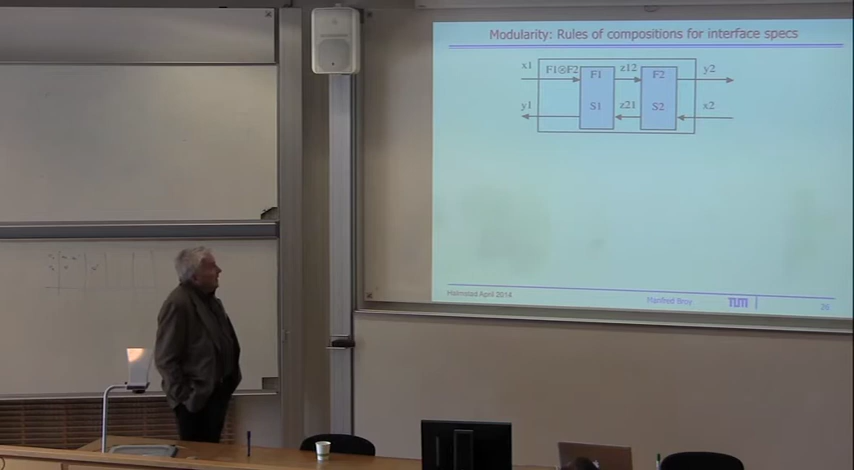 Modularity: Rules of compositions for interface specs
x1 F1⊗F2 F1 z12 F2 y2
y1 S1 z21 S2 x2
Halmstad April 2014 Manfred Broy TUM 26